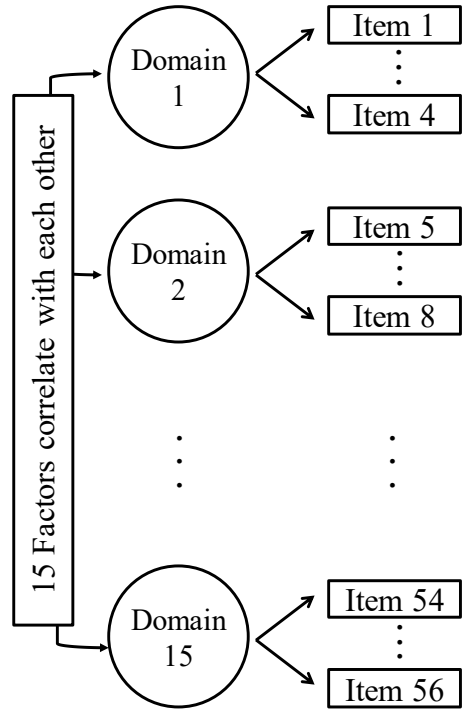 15 Factors correlate with each other
Domain
1
Item 1
Item 4
Domain
2
Item 5
Item 8
Domain
15
Item 54
Item 56